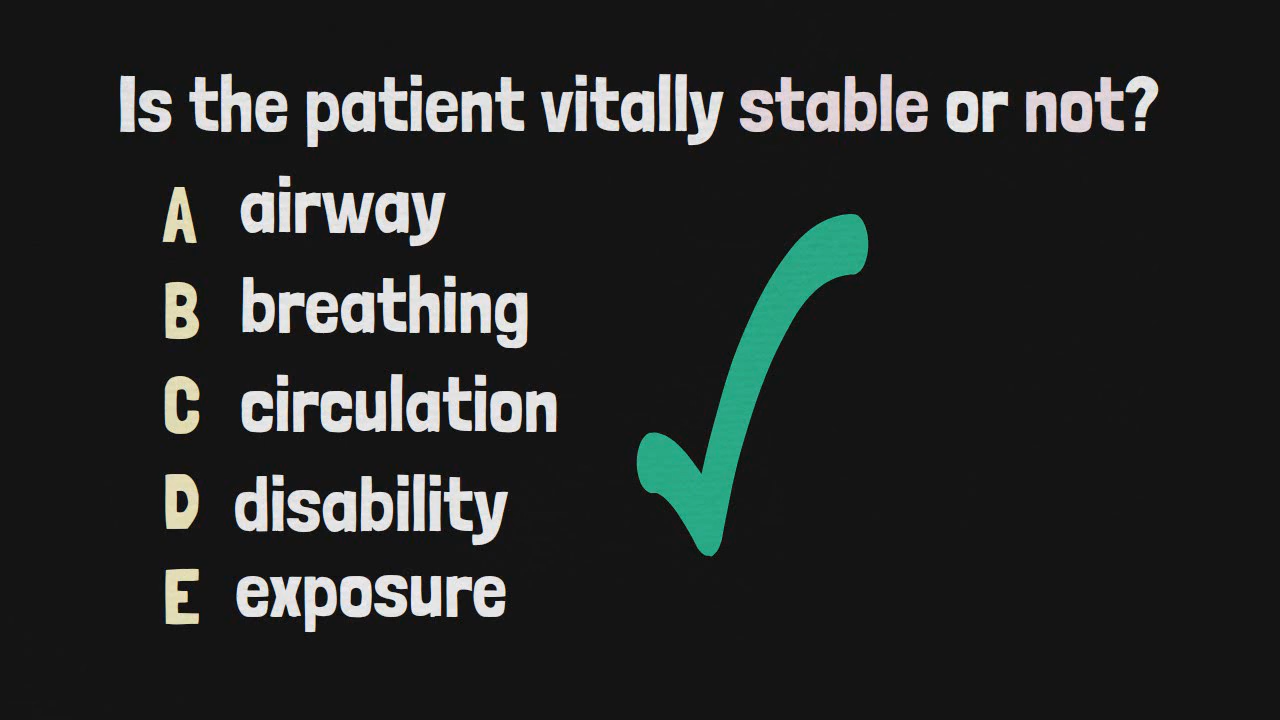 Is the patient vitally stable or not?
A airway
B breathing
C circulation
D disability
E exposure